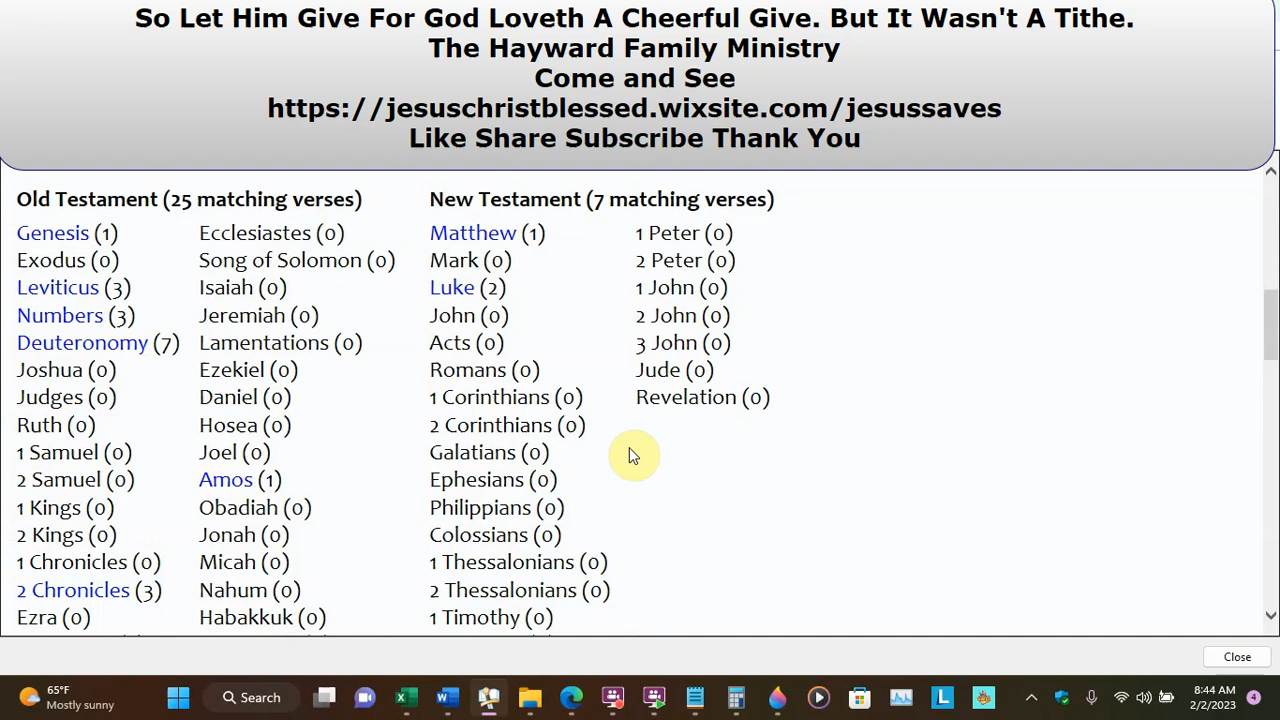 So Let Him Give For God Loveth A Cheerful Give. But It Wasn't A Tithe.
The Hayward Family Ministry
Come and See
https://jesuschristblessed.wixsite.com/jesussaves
Like Share Subscribe Thank You
Old Testament (25 matching verses)
Genesis (1)
Exodus (0)
Leviticus (3)
Numbers (3)
Deuteronomy (7)
Joshua (0)
Judges (0)
Ruth (0)
1 Samuel (0)
2 Samuel (0)
1 Kings (0)
2 Kings (0)
1 Chronicles (0)
2 Chronicles (3)
Ezra (0)
Ecclesiastes (0)
Song of Solomon (0)
Isaiah (0)
Jeremiah (0)
Lamentations (0)
Ezekiel (0)
Daniel (0)
Hosea (0)
Joel (0)
Amos (1)
Obadiah (0)
Jonah (0)
Micah (0)
Nahum (0)
Habakkuk (0)
New Testament (7 matching verses)
Matthew (1)
Mark (0)
Luke (2)
John (0)
Acts (0)
Romans (0)
1 Corinthians (0)
2 Corinthians (0)
Galatians (0)
Ephesians (0)
Philippians (0)
Colossians (0)
1 Thessalonians (0)
2 Thessalonians (0)
1 Timothy (0)
1 Peter (0)
2 Peter (0)
1 John (0)
2 John (0)
3 John (0)
Jude (0)
Revelation (0)
Close
65°F
Mostly sunny
Search
8:44 AM
2/2/2023
4